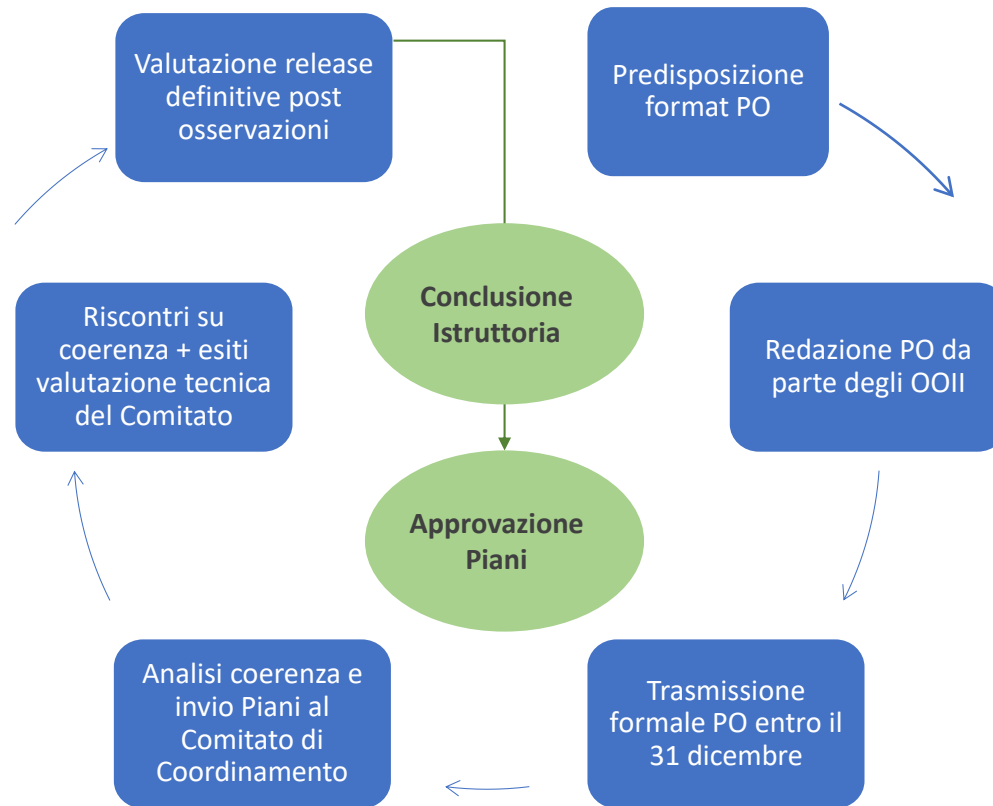 Valutazione release
definitive post
osservazioni
Predisposizione
format PO
Conclusione
Istruttoria
Riscontri su
coerenza + esiti
valutazione tecnica
del Comitato
Redazione PO da
parte degli OOII
Approvazione
Piani
Analisi coerenza e
invio Piani al
Comitato di
Coordinamento
Trasmissione
formale PO entro il
31 dicembre